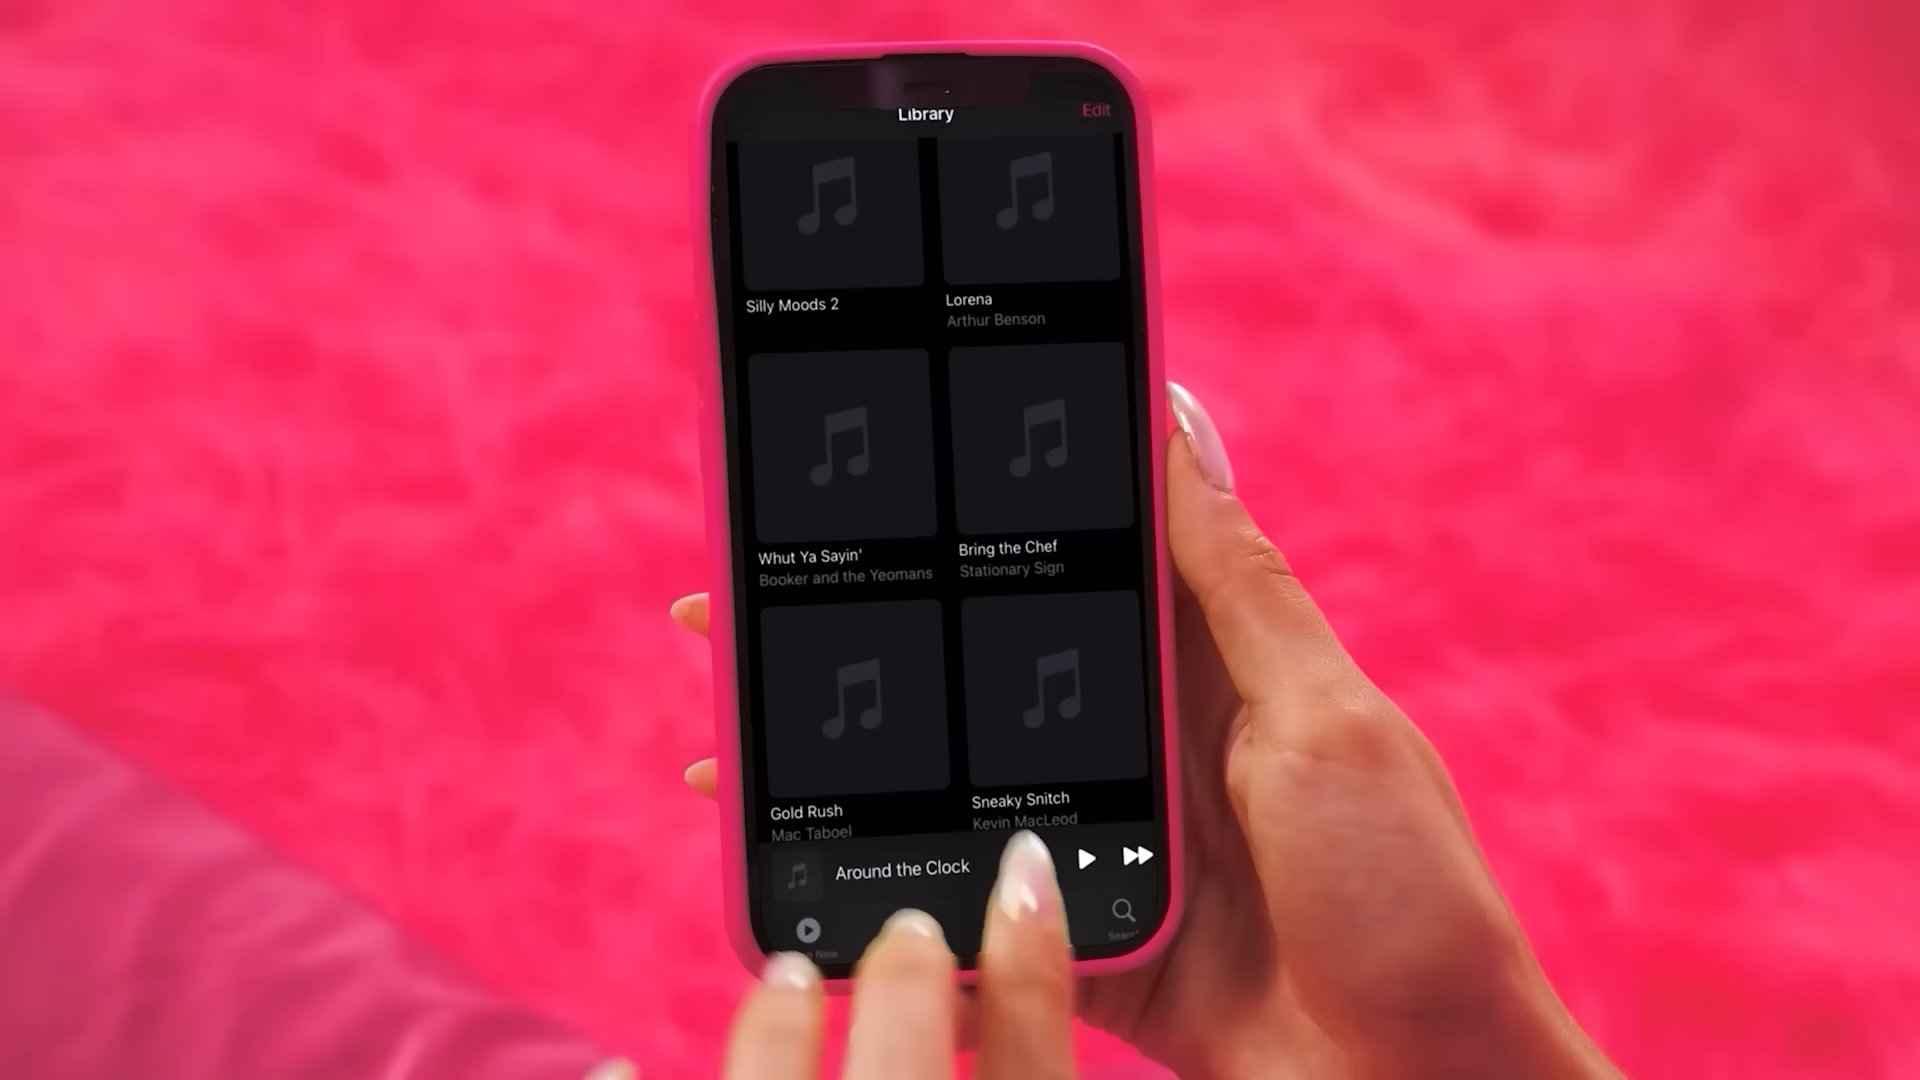 Library
Edit
Silly Moods 2
Lorena
Arthur Benson
Whut Ya Sayin'
Booker and the Yeomans
Bring the Chef
Stationary Sign
Gold Rush
Mac Taboel
Sneaky Snitch
Kevin MacLeod
Around the Clock
Now